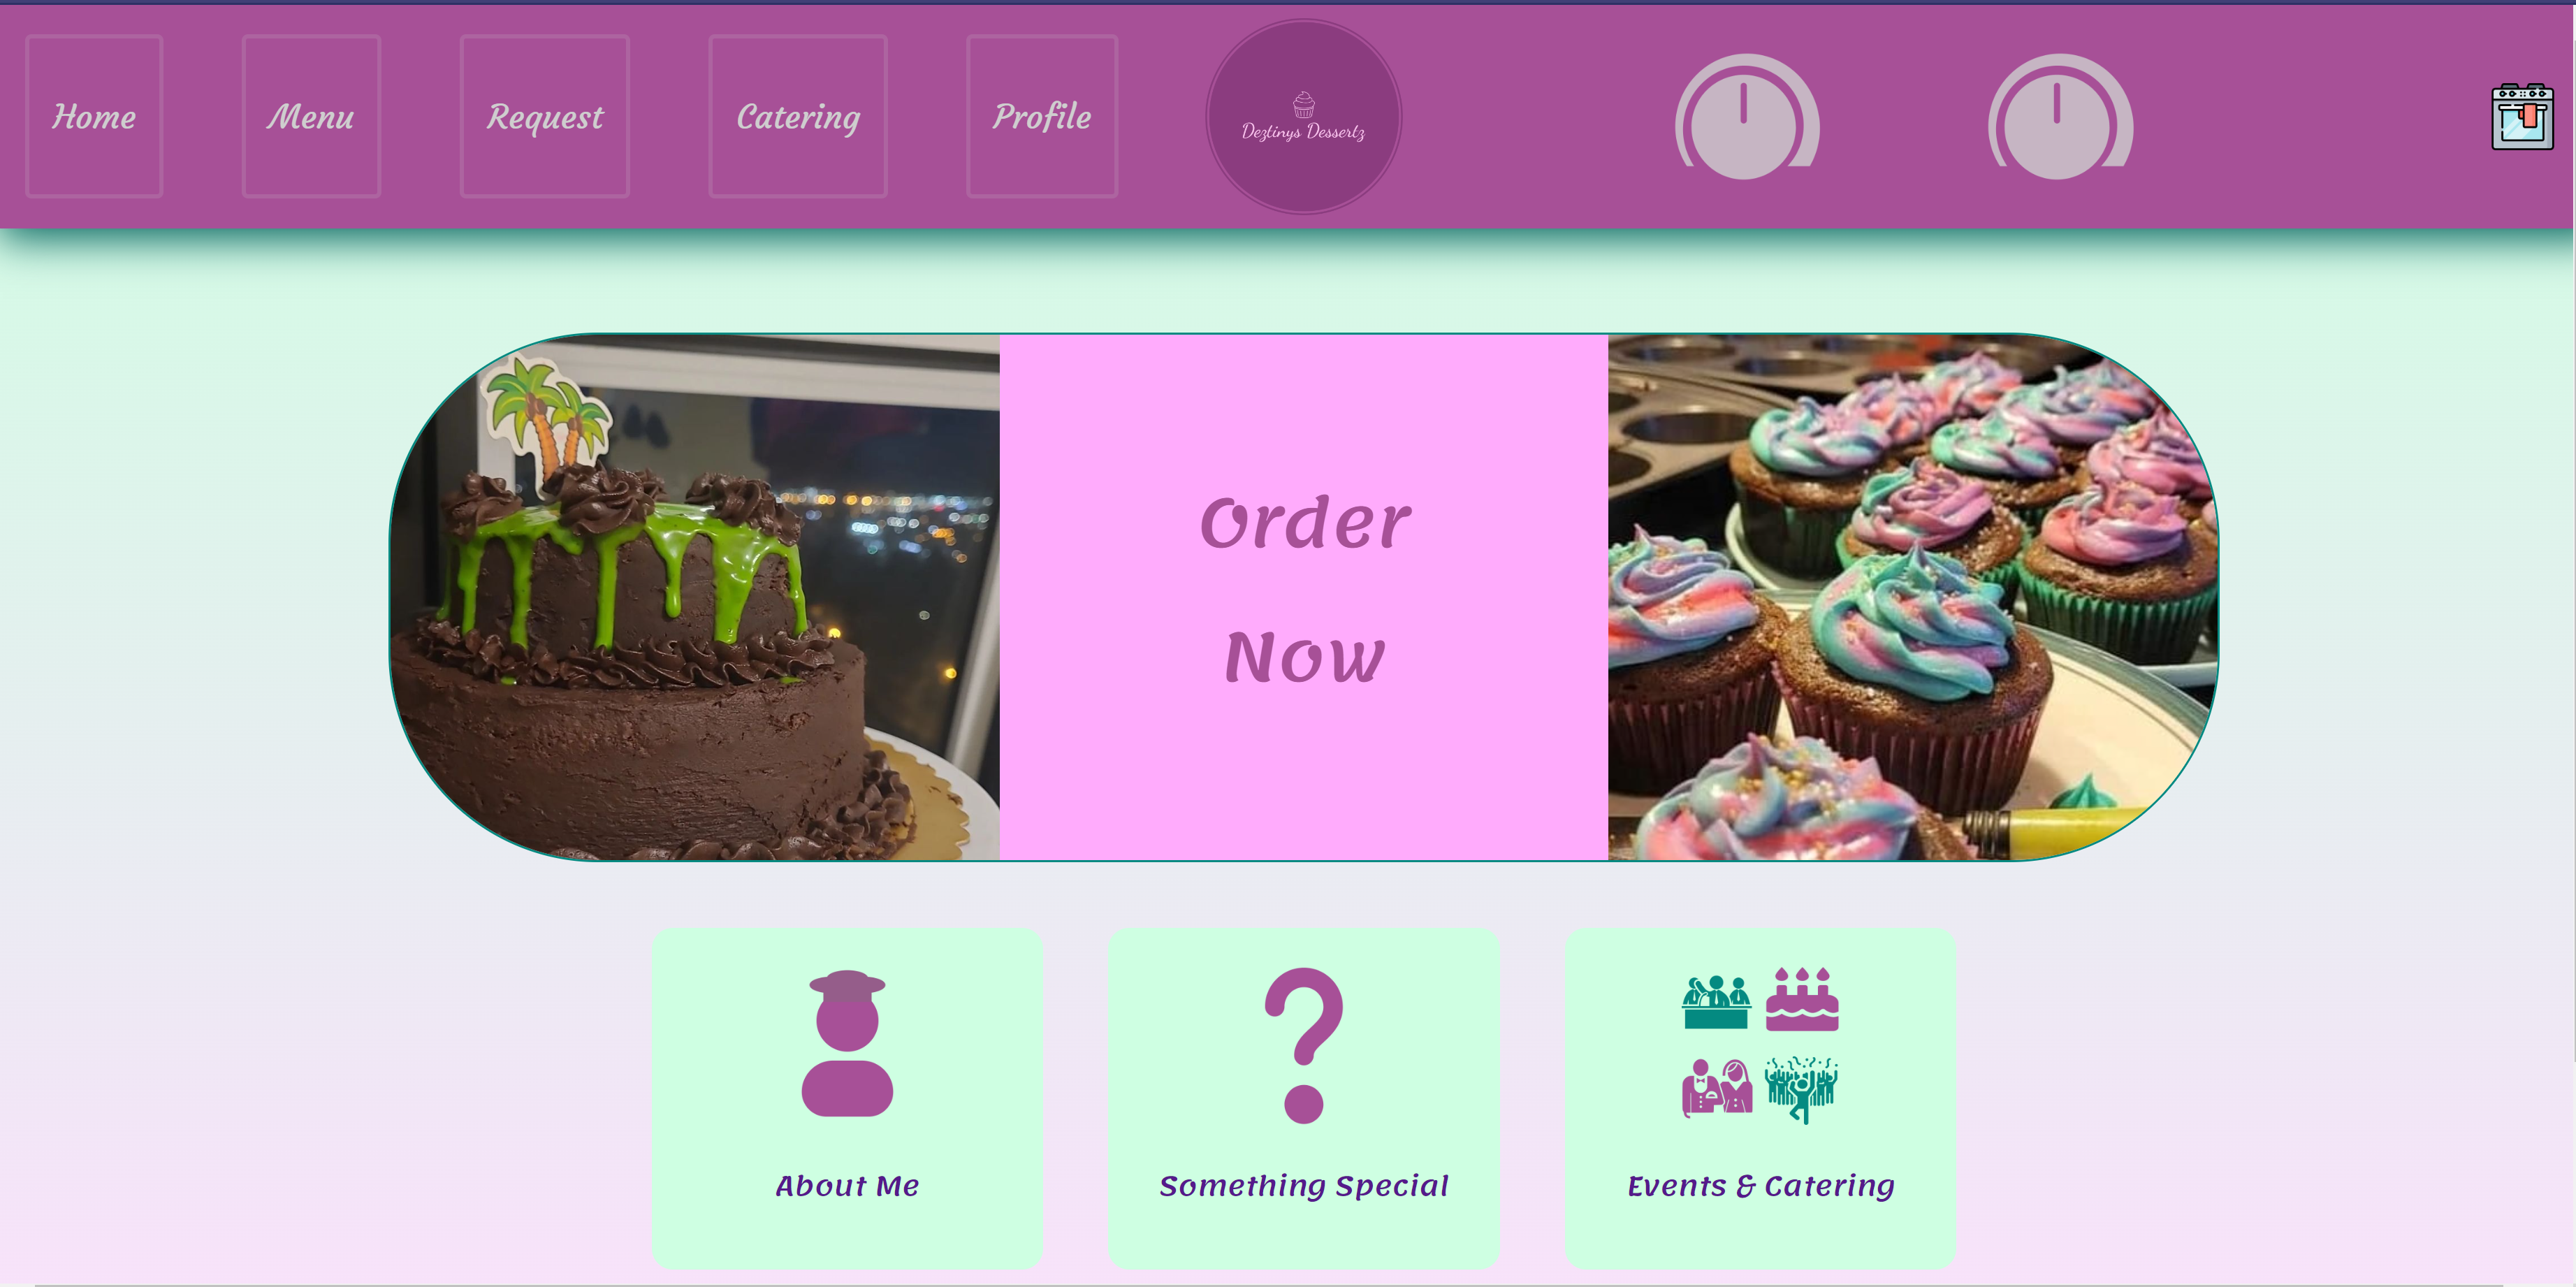 Home
Menu
Request
Catering
Profile
Deztinys Dessertz
Order
Now
About Me
Something Special
Events & Catering